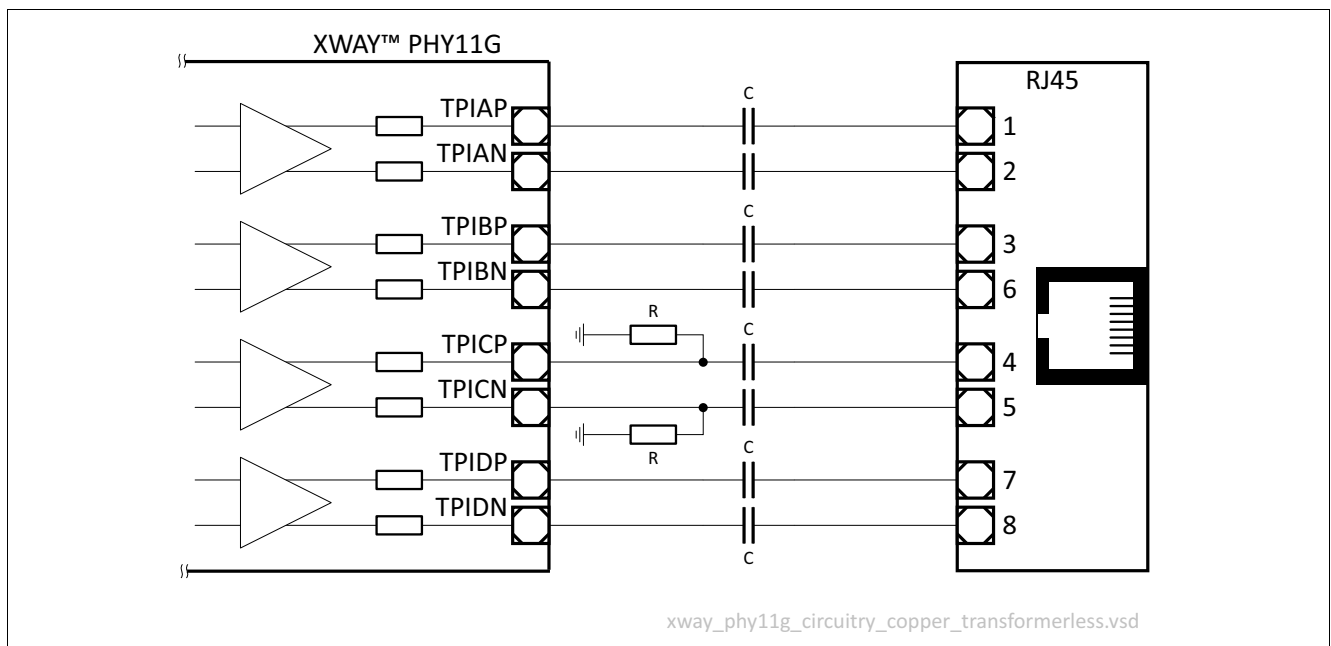 XWAY™ PHY11G
RJ45
C
TPIAP
1
TPIAN
2
C
TPIBP
3
TPIBN
6
R
C
TPICP
4
TPICN
5
R
C
TPIDP
7
TPIDN
8
C
xway_phy11g_circuitry_copper_transformerless.vsd